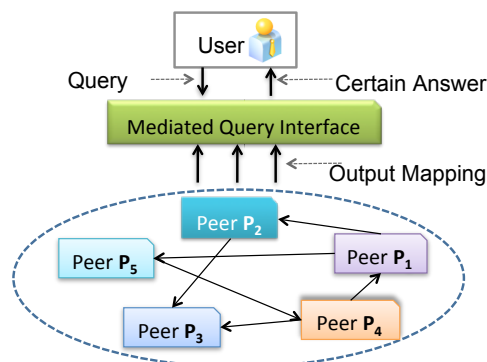 User
Query
Certain Answer
Mediated Query Interface
Output Mapping
Peer P2
Peer P5
Peer P1
Peer P3
Peer P4